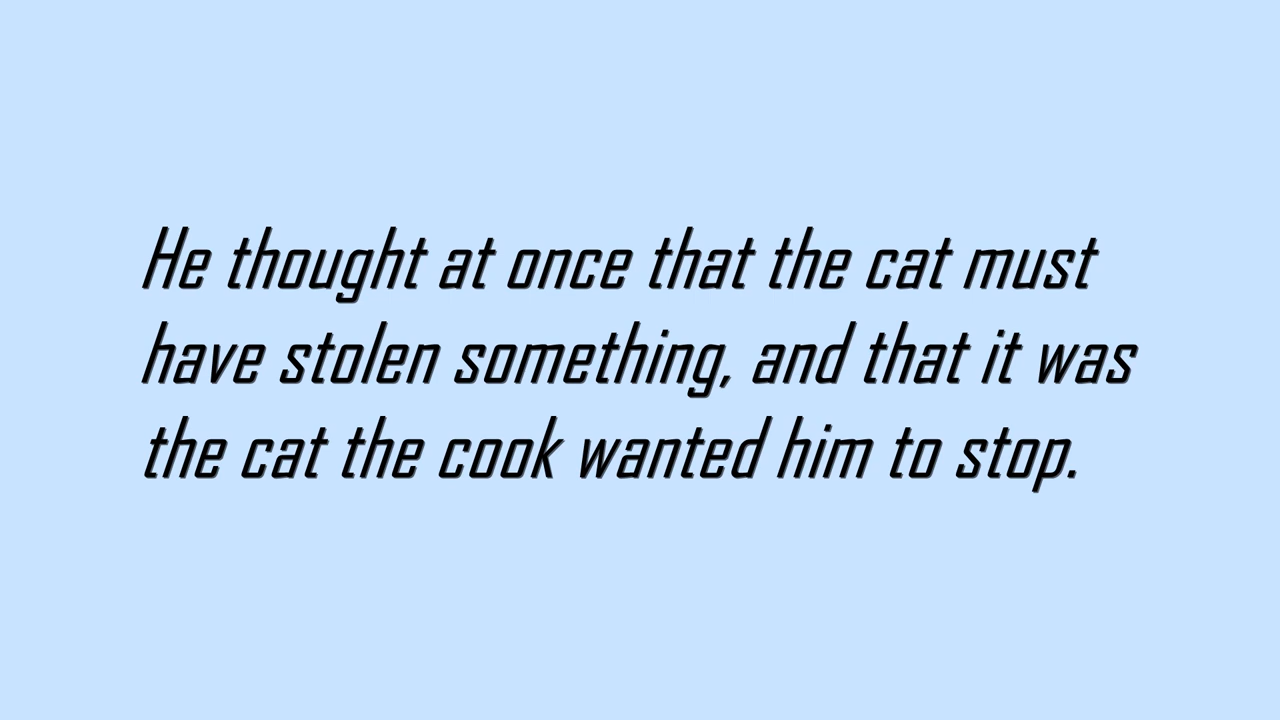 He thought at once that the cat must
have stolen something, and that it was
the cat the cook wanted him to stop.